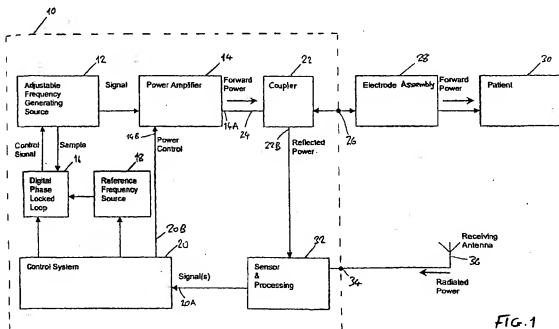 10
12
14
22
28
30
Adjustable
Frequency
Generating
Source
Signal
Power Amplifier
Forward
Power
Coupler
Electrode Assembly
Forward
Power
Patient
14A
24
26
14B
Power
Control
22B
Reflected
Power
Control
Signal
Sample
16
18
Digital
Phase
Locked
Loop
Reference
Frequency
Source
20B
20
32
Receiving
Antenna
36
Control System
Signal(s)
20A
Sensor
&
Processing
34
Radiated
Power
FIG.1